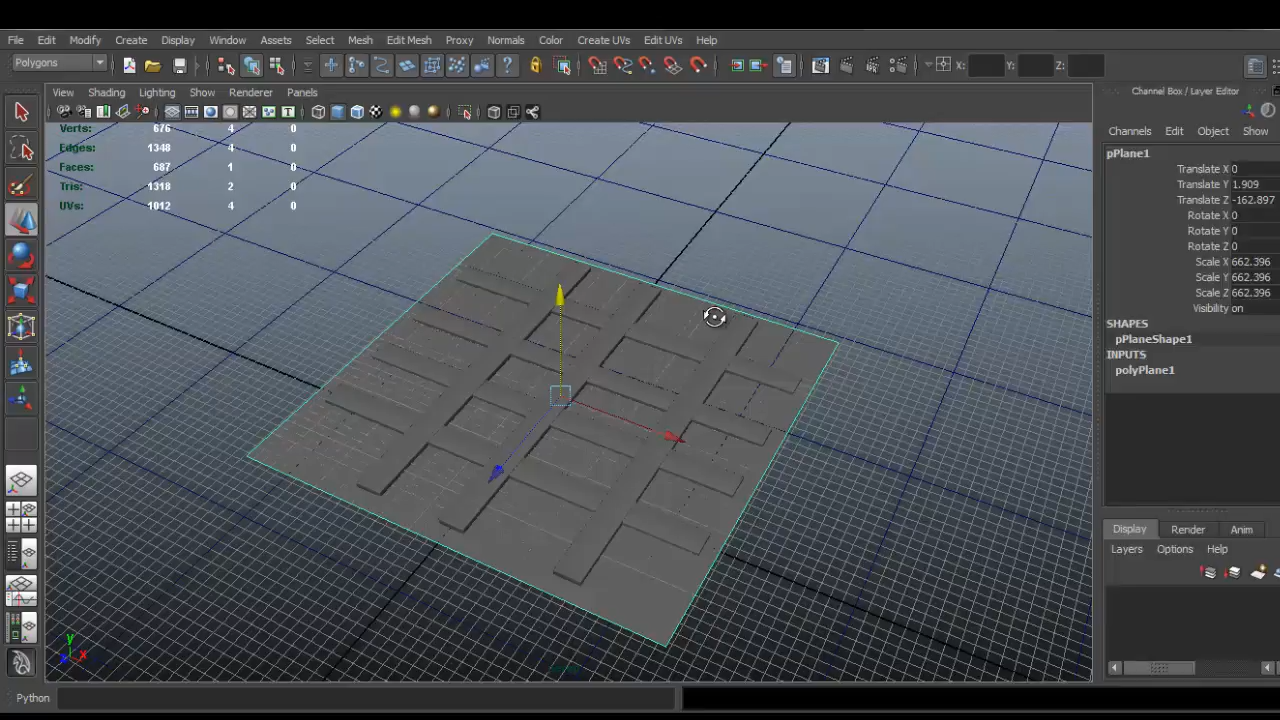 File Edit Modify Create Display Window Assets Select Mesh Edit Mesh Proxy Normals Color Create UVs Edit UVs Help
Polygons X: Y: Z:
View Shading Lighting Show Renderer Panels
Channel Box / Layer Editor
Channels Edit Object Show
Verts: 676 4 0
Edges: 1348 4 0
Faces: 687 1 0
Tris: 1318 2 0
UVs: 1012 4 0
pPlane1
Translate X 0
Translate Y 1.909
Translate Z -162.897
Rotate X 0
Rotate Y 0
Rotate Z 0
Scale X 662.396
Scale Y 662.396
Scale Z 662.396
Visibility on
SHAPES
pPlaneShape1
INPUTS
polyPlane1
Display Render Anim
Layers Options Help
y
z x
Python